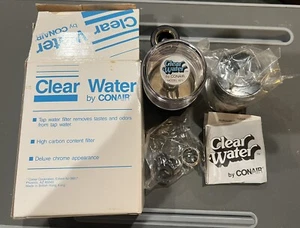 Clear
by CONAIR
Clear Water
by CONAIR
Tap water filter removes tastes and odors
from tap water
High carbon content filter
Deluxe chrome appearance
Clear
Water
by CONAIR
Clear
Water
by CONAIR